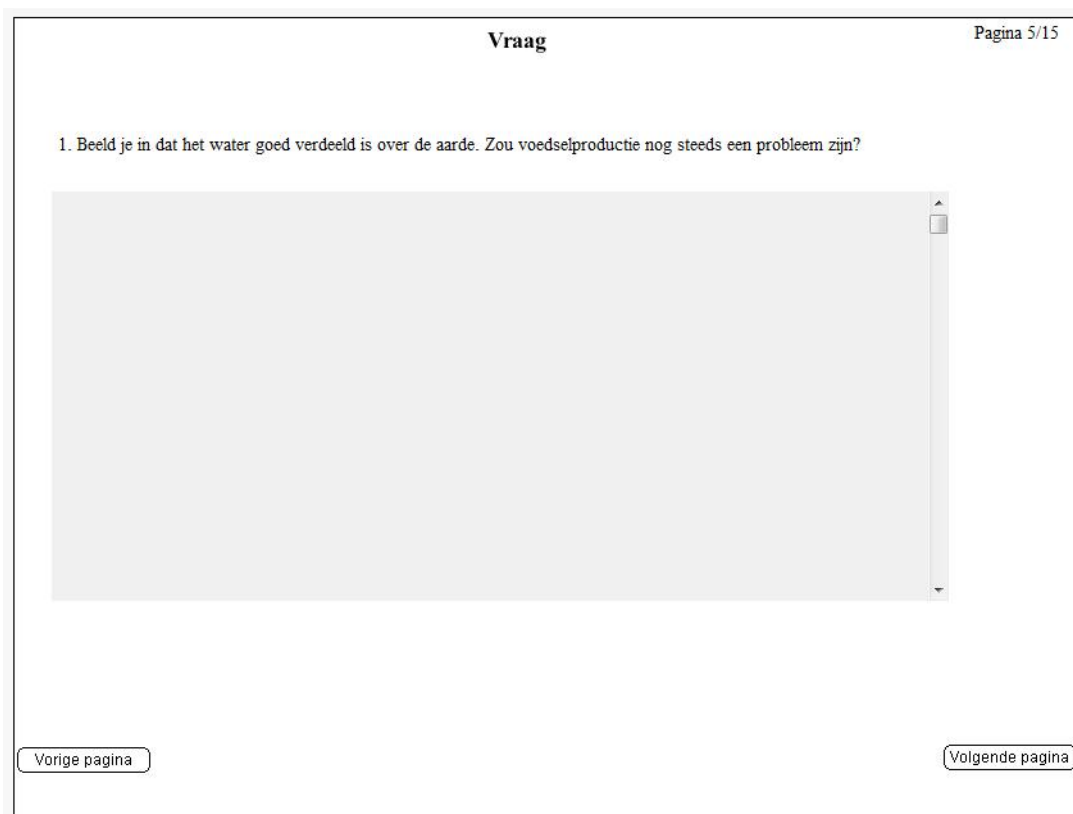 Vraag
Pagina 5/15
1. Beeld je in dat het water goed verdeeld is over de aarde. Zou voedselproductie nog steeds een probleem zijn?
Vorige pagina
Volgende pagina